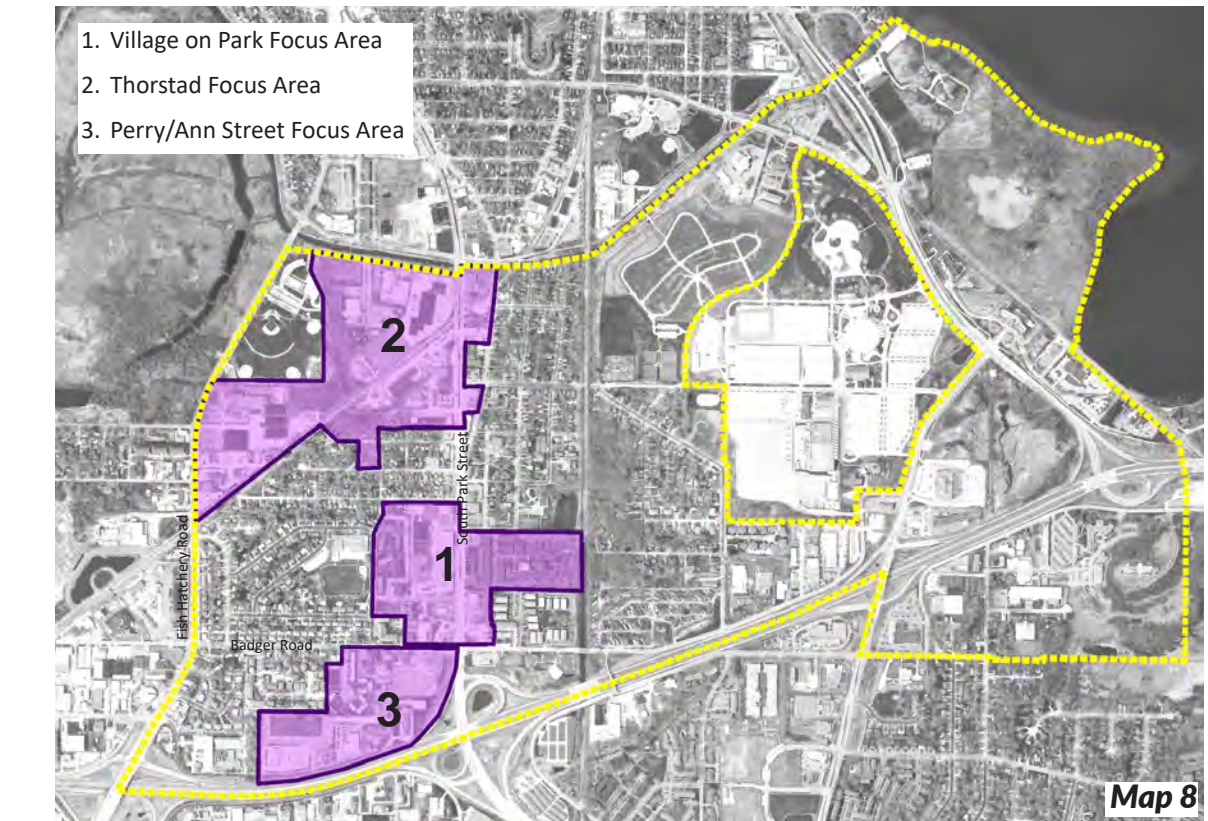 1. Village on Park Focus Area
2. Thorstad Focus Area
3. Perry/Ann Street Focus Area
2
South Park Street
1
Fish Hatchery Road
Badger Road
3
Map 8